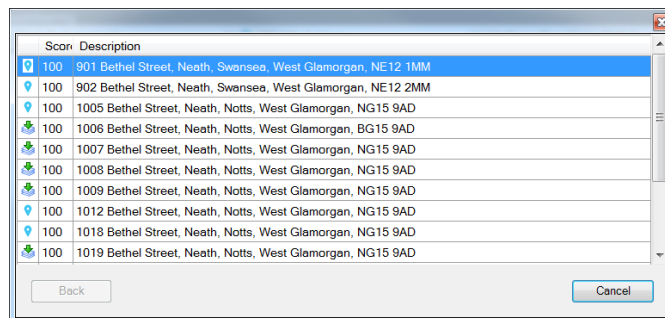 Score Description
100 901 Bethel Street, Neath, Swansea, West Glamorgan, NE12 1MM
100 902 Bethel Street, Neath, Swansea, West Glamorgan, NE12 2MM
100 1005 Bethel Street, Neath, Notts, West Glamorgan, NG15 9AD
100 1006 Bethel Street, Neath, Notts, West Glamorgan, BG15 9AD
100 1007 Bethel Street, Neath, Notts, West Glamorgan, NG15 9AD
100 1008 Bethel Street, Neath, Notts, West Glamorgan, NG15 9AD
100 1009 Bethel Street, Neath, Notts, West Glamorgan, NG15 9AD
100 1012 Bethel Street, Neath, Notts, West Glamorgan, NG15 9AD
100 1018 Bethel Street, Neath, Notts, West Glamorgan, NG15 9AD
100 1019 Bethel Street, Neath, Notts, West Glamorgan, NG15 9AD
Back Cancel